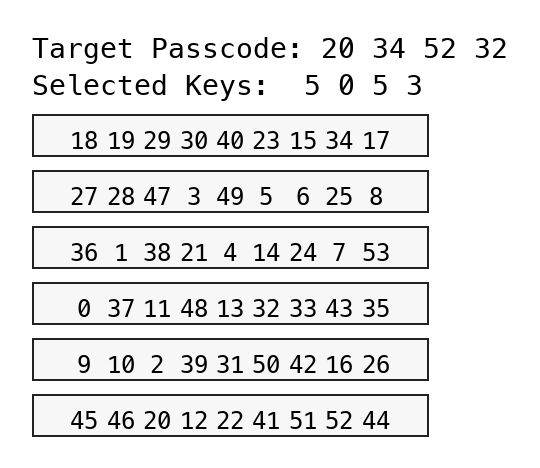 Target Passcode: 20 34 52 32
Selected Keys: 5 0 5 3
18 19 29 30 40 23 15 34 17
27 28 47 3 49 5 6 25 8
36 1 38 21 4 14 24 7 53
0 37 11 48 13 32 33 43 35
9 10 2 39 31 50 42 16 26
45 46 20 12 22 41 51 52 44